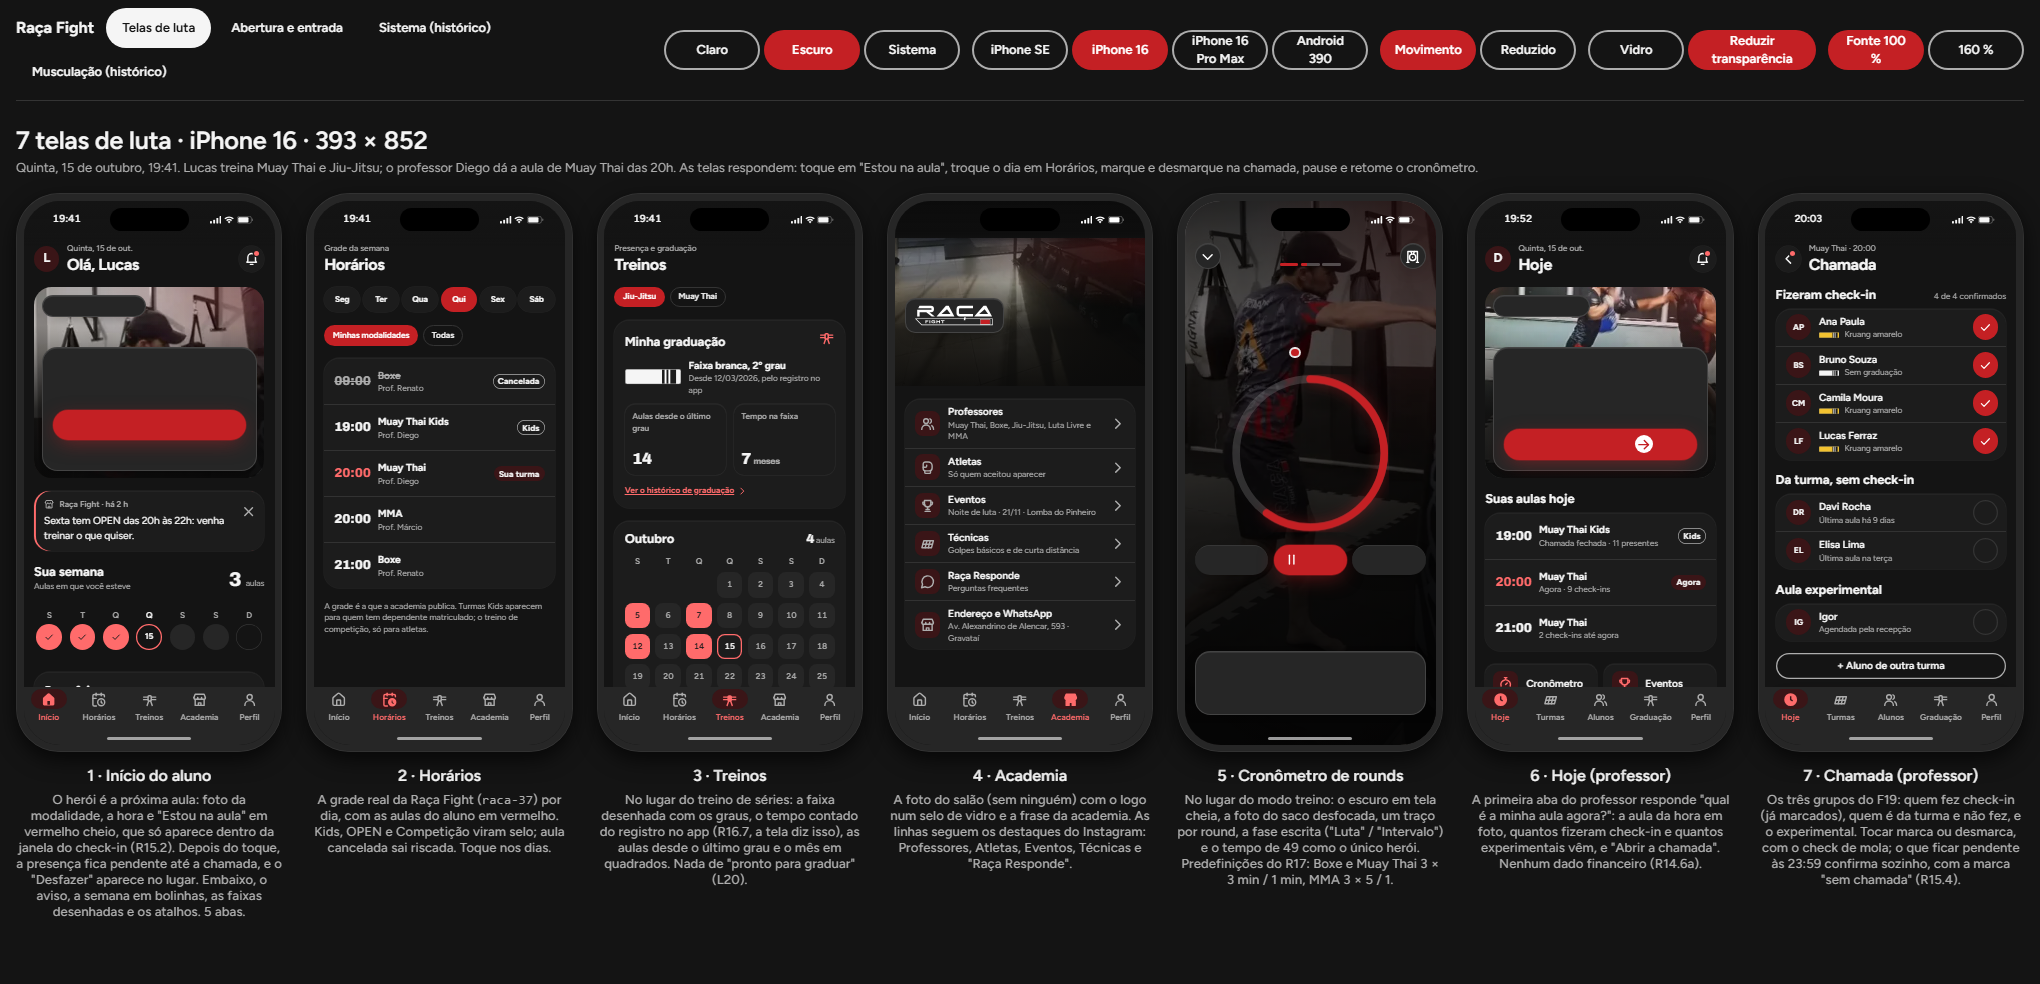 Raça Fight
Telas de luta
Abertura e entrada
Sistema (histórico)
Musculação (histórico)
Claro
Escuro
Sistema
iPhone SE
iPhone 16
iPhone 16
Pro Max
Android
390
Movimento
Reduzido
Vidro
Reduzir
transparência
Fonte 100
%
160 %
7 telas de luta · iPhone 16 · 393 × 852
Quinta, 15 de outubro, 19:41. Lucas treina Muay Thai e Jiu-Jitsu; o professor Diego dá a aula de Muay Thai das 20h. As telas respondem: toque em "Estou na aula", troque o dia em Horários, marque e desmarque na chamada, pause e retome o cronômetro.
19:41
L
Quinta, 15 de out.
Olá, Lucas
Raça Fight · há 2 h
Sexta tem OPEN das 20h às 22h: venha
treinar o que quiser.
Sua semana
Aulas em que você esteve
3 aulas
S T Q Q S S D
15
Início Horários Treinos Academia Perfil
1 · Início do aluno
O herói é a próxima aula: foto da
modalidade, a hora e "Estou na aula" em
vermelho cheio, que só aparece dentro da
janela do check-in (R15.2). Depois do toque,
a presença fica pendente até a chamada, e o
"Desfazer" aparece no lugar. Embaixo, o
aviso, a semana em bolinhas, as faixas
desenhadas e os atalhos. 5 abas.
19:41
Grade da semana
Horários
Seg Ter Qua Qui Sex Sáb
Minhas modalidades Todas
09:00 Boxe
Prof. Renato
Cancelada
19:00 Muay Thai Kids
Prof. Diego
Kids
20:00 Muay Thai
Prof. Diego
Sua turma
20:00 MMA
Prof. Márcio
21:00 Boxe
Prof. Renato
A grade é a que a academia publica. Turmas Kids aparecem
para quem tem dependente matriculado; o treino de
competição, só para atletas.
Início Horários Treinos Academia Perfil
2 · Horários
A grade real da Raça Fight (raca-37) por
dia, com as aulas do aluno em vermelho.
Kids, OPEN e Competição viram selo; aula
cancelada sai riscada. Toque nos dias.
19:41
Presença e graduação
Treinos
Jiu-Jitsu Muay Thai
Minha graduação
Faixa branca, 2º grau
Desde 12/03/2026, pelo registro no
app
Aulas desde o último
grau
14
Tempo na faixa
7 meses
Ver o histórico de graduação
Outubro
4 aulas
S T Q Q S S D
1 2 3 4
5 6 7 8 9 10 11
12 13 14 15 16 17 18
19 20 21 22 23 24 25
Início Horários Treinos Academia Perfil
3 · Treinos
No lugar do treino de séries: a faixa
desenhada com os graus, o tempo contado
do registro no app (R16.7, a tela diz isso), as
aulas desde o último grau e o mês em
quadrados. Nada de "pronto para graduar"
(L20).
RAÇA
FIGHT
Professores
Muay Thai, Boxe, Jiu-Jitsu, Luta Livre e
MMA
Atletas
Só quem aceitou aparecer
Eventos
Noite de luta · 21/11 · Lomba do Pinheiro
Técnicas
Golpes básicos e de curta distância
Raça Responde
Perguntas frequentes
Endereço e WhatsApp
Av. Alexandrino de Alencar, 593 ·
Gravataí
Início Horários Treinos Academia Perfil
4 · Academia
A foto do salão (sem ninguém) com o logo
num selo de vidro e a frase da academia. As
linhas seguem os destaques do Instagram:
Professores, Atletas, Eventos, Técnicas e
"Raça Responde".
5 · Cronômetro de rounds
No lugar do modo treino: o escuro em tela
cheia, a foto do saco desfocada, um traço
por round, a fase escrita ("Luta" / "Intervalo")
e o tempo de 49 como o único herói.
Predefinições do R17: Boxe e Muay Thai 3 ×
3 min / 1 min, MMA 3 × 5 / 1.
19:52
D
Quinta, 15 de out.
Hoje
Suas aulas hoje
19:00 Muay Thai Kids
Chamada fechada · 11 presentes
Kids
20:00 Muay Thai
Agora · 9 check-ins
Agora
21:00 Muay Thai
2 check-ins até agora
Cronômetro Eventos
Hoje Turmas Alunos Graduação Perfil
6 · Hoje (professor)
A primeira aba do professor responde "qual
é a minha aula agora?": a aula da hora em
foto, quantos fizeram check-in e quantos
experimentais vêm, e "Abrir a chamada".
Nenhum dado financeiro (R14.6a).
20:03
Muay Thai · 20:00
Chamada
Fizeram check-in
4 de 4 confirmados
AP Ana Paula
Kruang amarelo
BS Bruno Souza
Sem graduação
CM Camila Moura
Kruang amarelo
LF Lucas Ferraz
Kruang amarelo
Da turma, sem check-in
DR Davi Rocha
Última aula há 9 dias
EL Elisa Lima
Última aula na terça
Aula experimental
IG Igor
Agendada pela recepção
+ Aluno de outra turma
Hoje Turmas Alunos Graduação Perfil
7 · Chamada (professor)
Os três grupos do F19: quem fez check-in
(já marcados), quem é da turma e não fez, e
o experimental. Tocar marca ou desmarca,
com o check de mola; o que ficar pendente
às 23:59 confirma sozinho, com a marca
"sem chamada" (R15.4).